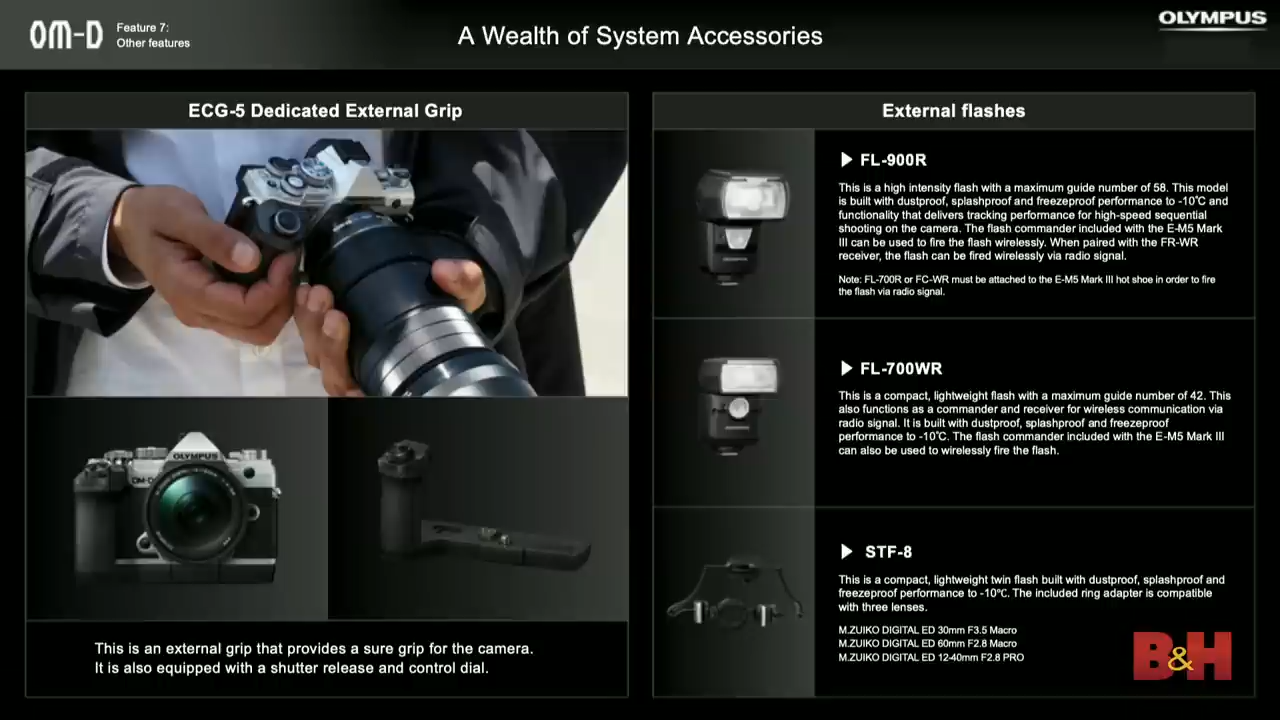 OM-D
Feature 7:
Other features
A Wealth of System Accessories
OLYMPUS
ECG-5 Dedicated External Grip
OLYMPUS
OM-D
This is an external grip that provides a sure grip for the camera.
It is also equipped with a shutter release and control dial.
External flashes
FL-900R
This is a high intensity flash with a maximum guide number of 58. This model
is built with dustproof, splashproof and freezeproof performance to -10°C and
functionality that delivers tracking performance for high-speed sequential
shooting on the camera. The flash commander included with the E-M5 Mark
III can be used to fire the flash wirelessly. When paired with the FR-WR
receiver, the flash can be fired wirelessly via radio signal.
Note: FL-700R or FC-WR must be attached to the E-M5 Mark III hot shoe in order to fire
the flash via radio signal.
FL-700WR
This is a compact, lightweight flash with a maximum guide number of 42. This
also functions as a commander and receiver for wireless communication via
radio signal. It is built with dustproof, splashproof and freezeproof
performance to -10°C. The flash commander included with the E-M5 Mark III
can also be used to wirelessly fire the flash.
STF-8
This is a compact, lightweight twin flash built with dustproof, splashproof and
freezeproof performance to -10°C. The included ring adapter is compatible
with three lenses.
M.ZUIKO DIGITAL ED 30mm F3.5 Macro
M.ZUIKO DIGITAL ED 60mm F2.8 Macro
M.ZUIKO DIGITAL ED 12-40mm F2.8 PRO
B&H